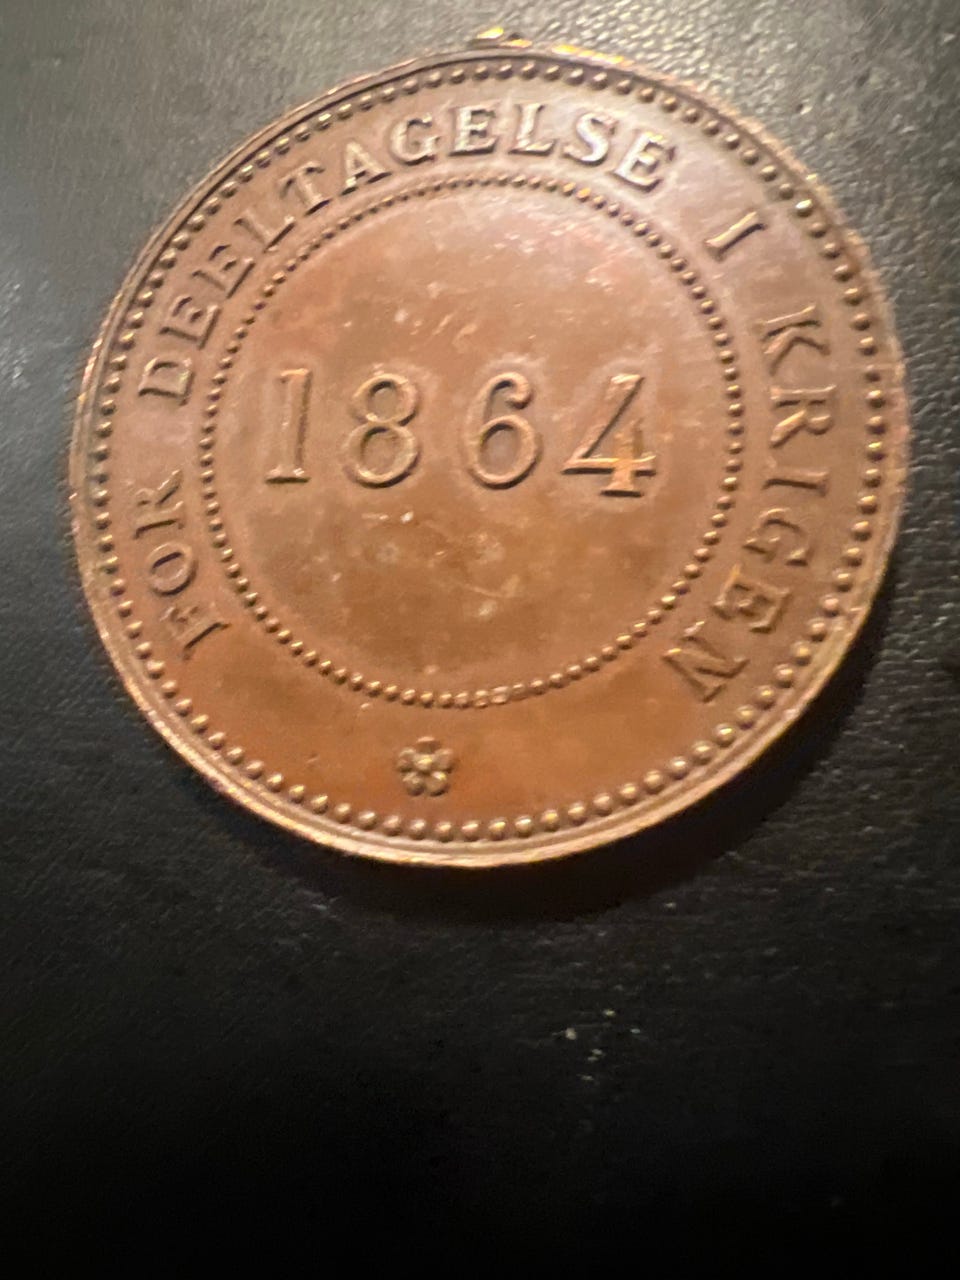 FOR DEELTAGELSE I KRIGEN
1864